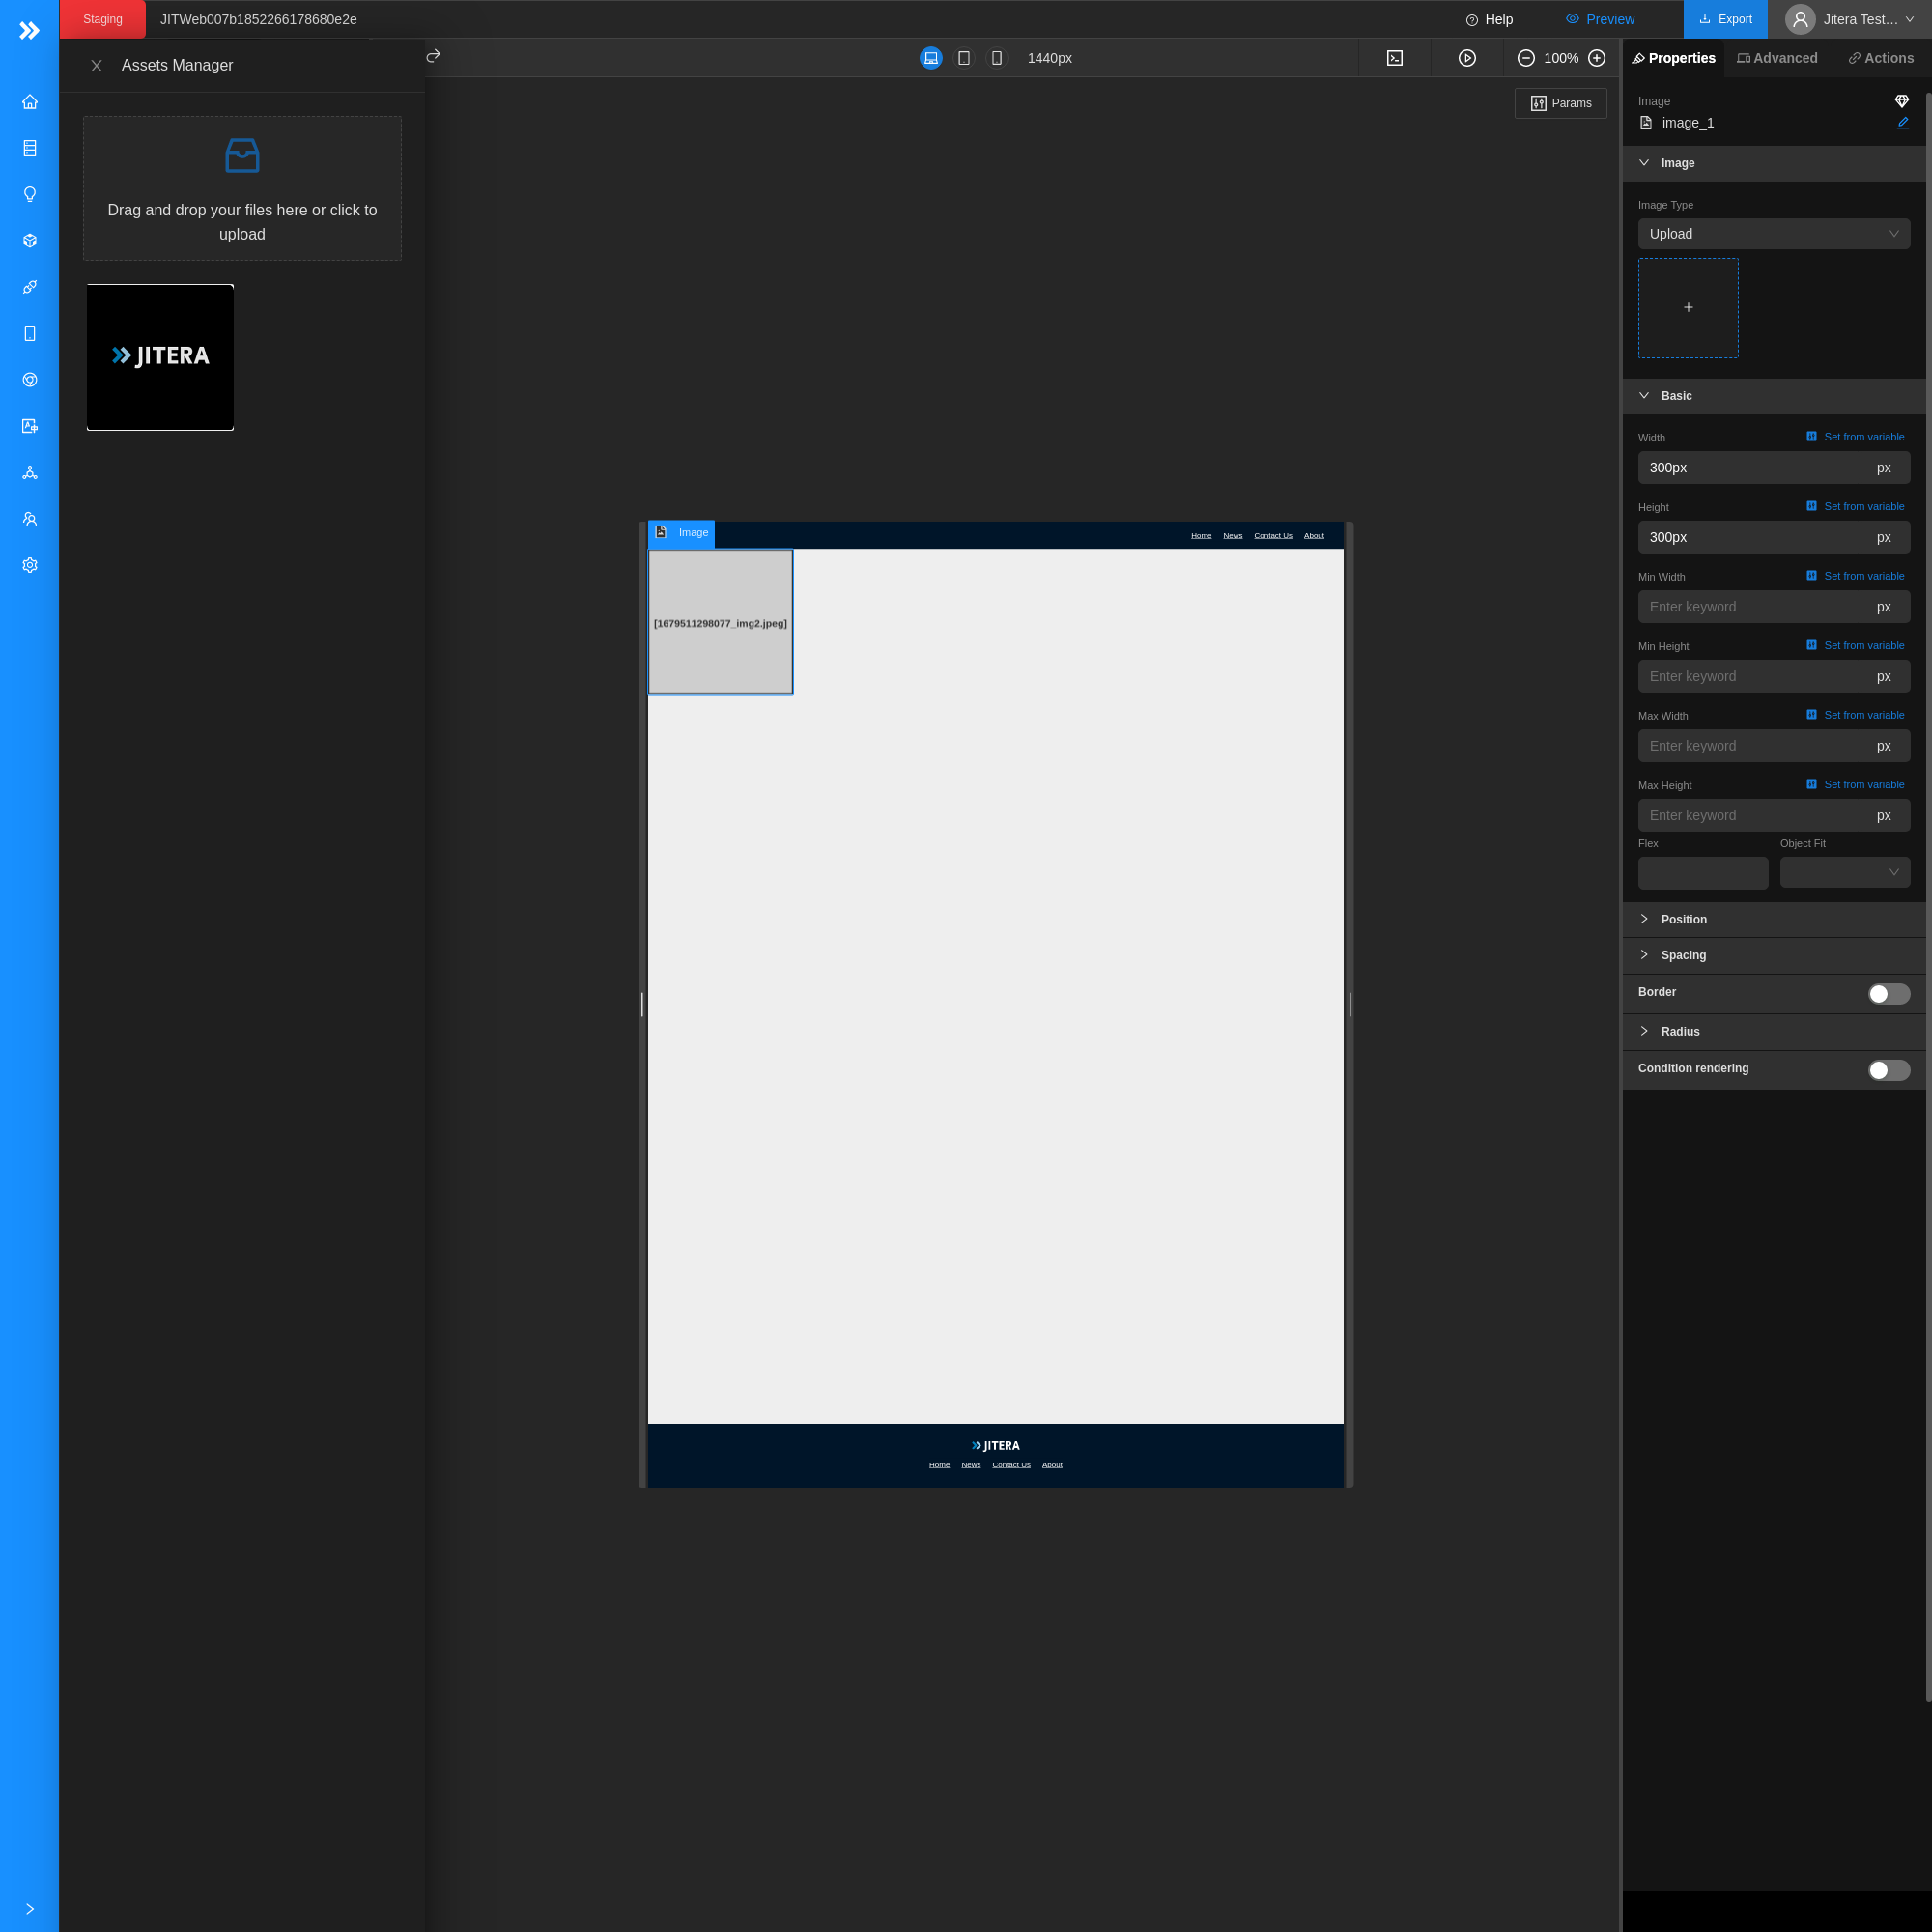 Staging
JITWeb007b1852266178680e2e
Help
Preview
Export
Jitera Test…
Assets Manager
1440px
100%
Properties
Advanced
Actions
Drag and drop your files here or click to
upload
JITERA
Params
Image
Home
News
Contact Us
About
[1679511298077_img2.jpeg]
JITERA
Home
News
Contact Us
About
Image
image_1
Image
Image Type
Upload
Basic
Width
Set from variable
300px
px
Height
Set from variable
300px
px
Min Width
Set from variable
Enter keyword
px
Min Height
Set from variable
Enter keyword
px
Max Width
Set from variable
Enter keyword
px
Max Height
Set from variable
Enter keyword
px
Flex
Object Fit
Position
Spacing
Border
Radius
Condition rendering